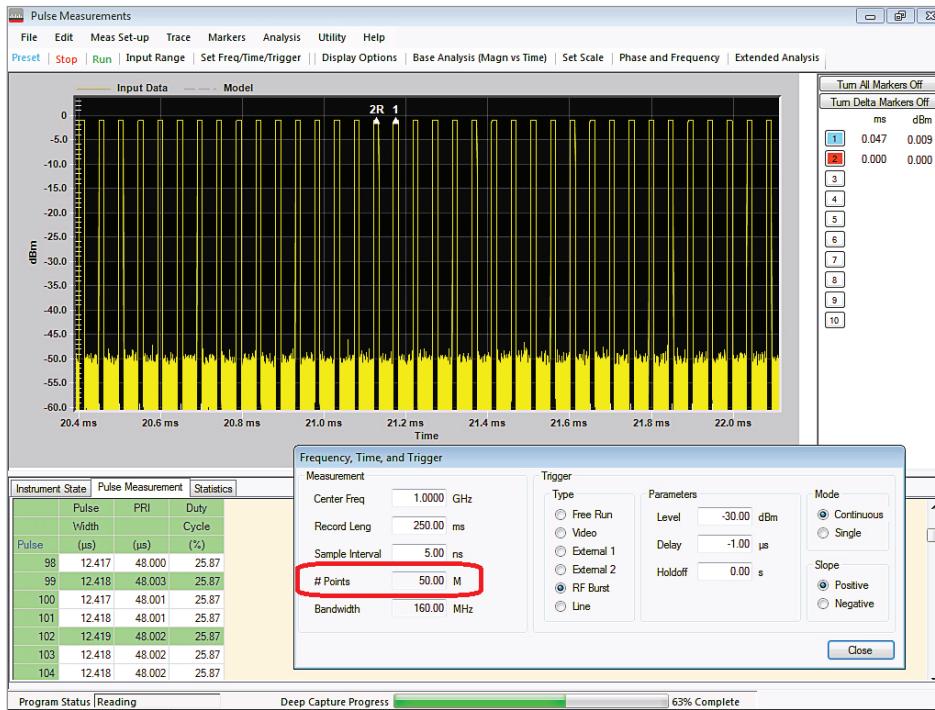 Pulse Measurements
File Edit Meas Set-up Trace Markers Analysis Utility Help
Preset Stop Run Input Range Set Freq/Time/Trigger Display Options Base Analysis (Magn vs Time) Set Scale Phase and Frequency Extended Analysis
Input Data Model
2R 1
0
-5.0
-10.0
-15.0
-20.0
-25.0
-30.0
-35.0
-40.0
-45.0
-50.0
-55.0
-60.0
dBm
20.4 ms 20.6 ms 20.8 ms 21.0 ms 21.2 ms 21.4 ms 21.6 ms 21.8 ms 22.0 ms
Time
Turn All Markers Off
Turn Delta Markers Off
ms dBm
1 0.047 0.009
2 0.000 0.000
3
4
5
6
7
8
9
10
Instrument State Pulse Measurement Statistics
Pulse PRI Duty
Width Cycle
Pulse (µs) (µs) (%)
98 12.417 48.000 25.87
99 12.418 48.003 25.87
100 12.417 48.001 25.87
101 12.418 48.001 25.87
102 12.419 48.002 25.87
103 12.418 48.002 25.87
104 12.418 48.002 25.87
Frequency, Time, and Trigger
Measurement
Center Freq 1.0000 GHz
Record Leng 250.00 ms
Sample Interval 5.00 ns
# Points 50.00 M
Bandwidth 160.00 MHz
Trigger
Type
Free Run
Video
External 1
External 2
RF Burst
Line
Parameters
Level -30.00 dBm
Delay -1.00 µs
Holdoff 0.00 s
Mode
Continuous
Single
Slope
Positive
Negative
Close
Program Status Reading Deep Capture Progress 63% Complete